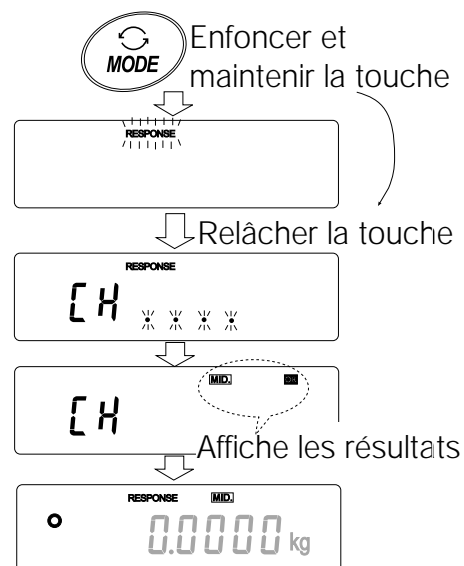 MODE
Enfoncer et
maintenir la touche
RESPONSE
Relâcher la touche
RESPONSE
CH
MID. OK
CH
Affiche les résultats
RESPONSE MID.
0.0000 kg